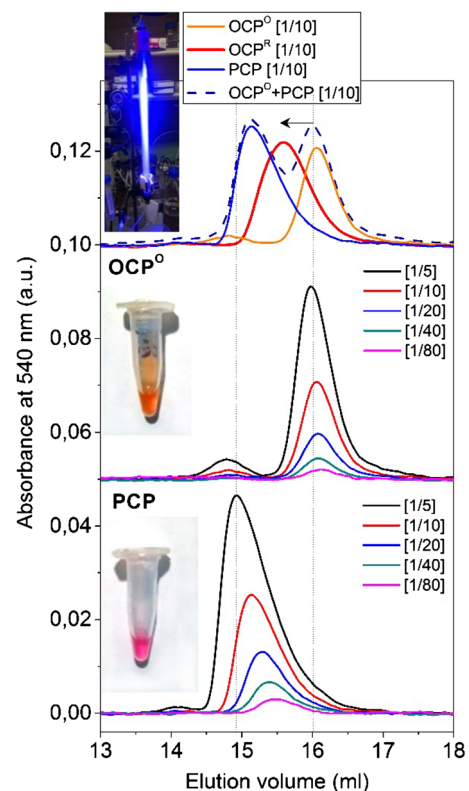 OCPᴼ [1/10]
OCPᴿ [1/10]
PCP [1/10]
OCPᴼ+PCP [1/10]
0,12
0,10
OCPᴼ
[1/5]
[1/10]
[1/20]
[1/40]
[1/80]
0,08
0,06
PCP
[1/5]
[1/10]
[1/20]
[1/40]
[1/80]
0,04
0,02
0,00
13 14 15 16 17 18
Elution volume (ml)
Absorbance at 540 nm (a.u.)